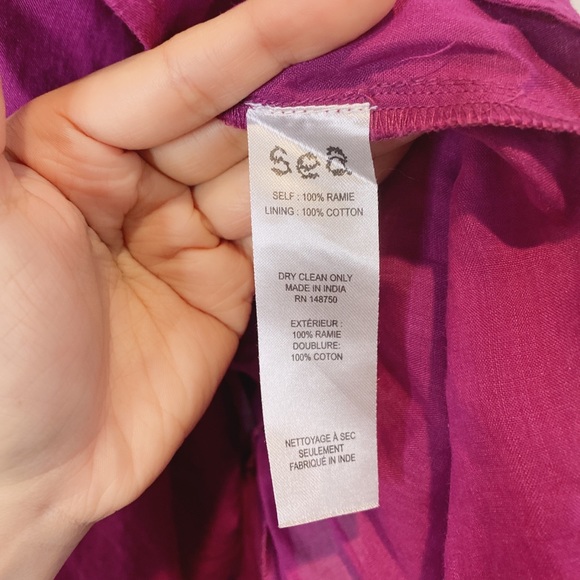 sea
SELF : 100% RAMIE
LINING : 100% COTTON
DRY CLEAN ONLY
MADE IN INDIA
RN 148750
EXTÉRIEUR :
100% RAMIE
DOUBLURE:
100% COTON
NETTOYAGE À SEC
SEULEMENT
FABRIQUÉ IN INDE